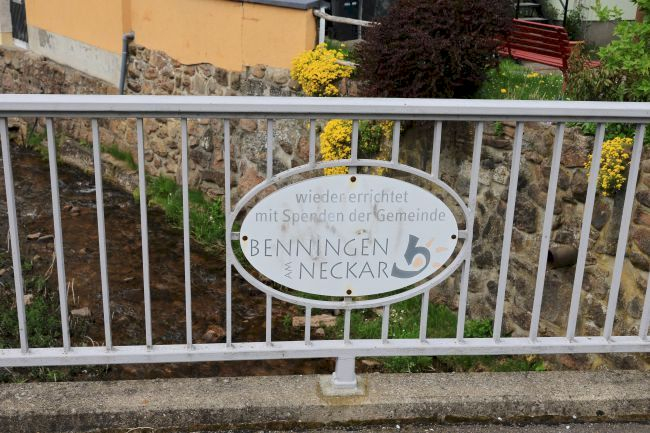 wieder errichtet
mit Spenden der Gemeinde
BENNINGEN
AM NECKAR